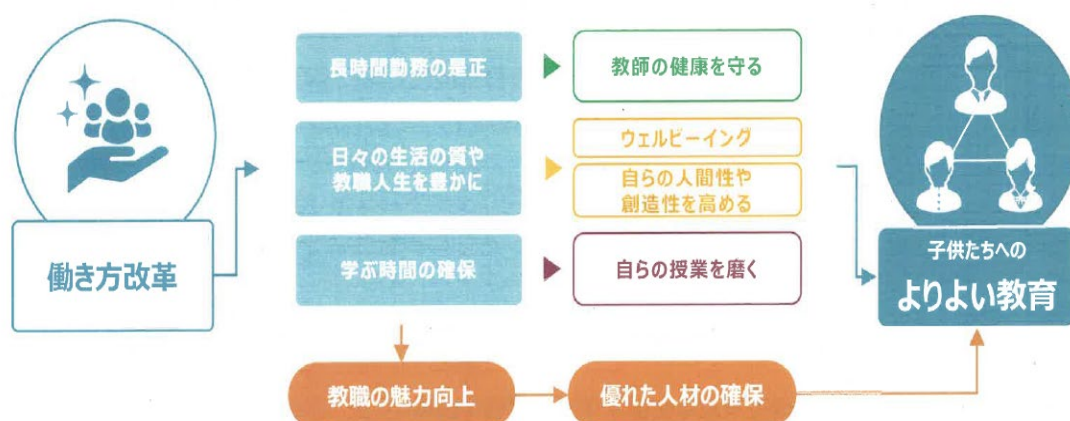 働き方改革
長時間勤務の是正
教師の健康を守る
日々の生活の質や
教職人生を豊かに
ウェルビーイング
自らの人間性や
創造性を高める
学ぶ時間の確保
自らの授業を磨く
子供たちへの
よりよい教育
教職の魅力向上
優れた人材の確保